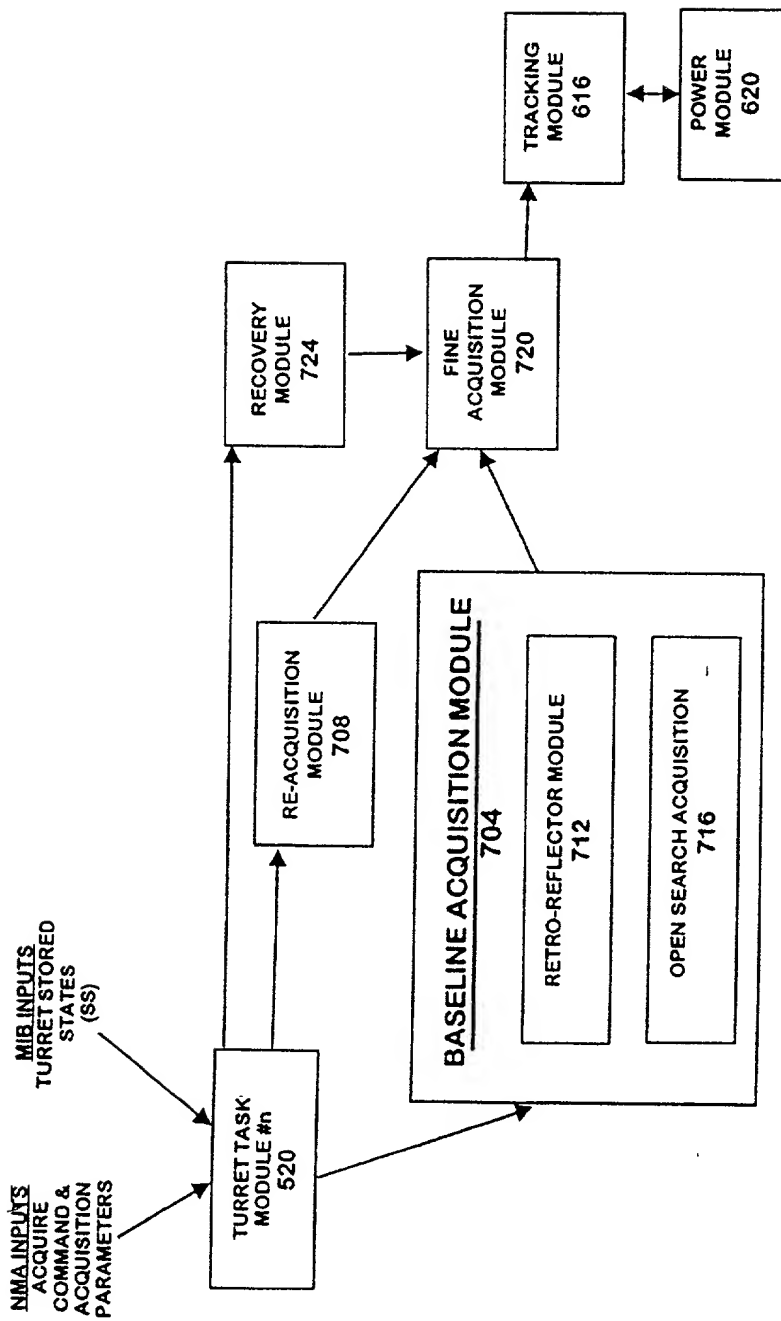 NMA INPUTS
ACQUIRE
COMMAND &
ACQUISITION
PARAMETERS
MIB INPUTS
TURRET STORED
STATES
(SS)
TURRET TASK
MODULE #n
520
RE-ACQUISITION
MODULE
708
RECOVERY
MODULE
724
BASELINE ACQUISITION MODULE
704
RETRO-REFLECTOR MODULE
712
OPEN SEARCH ACQUISITION
716
FINE
ACQUISITION
MODULE
720
TRACKING
MODULE
616
POWER
MODULE
620